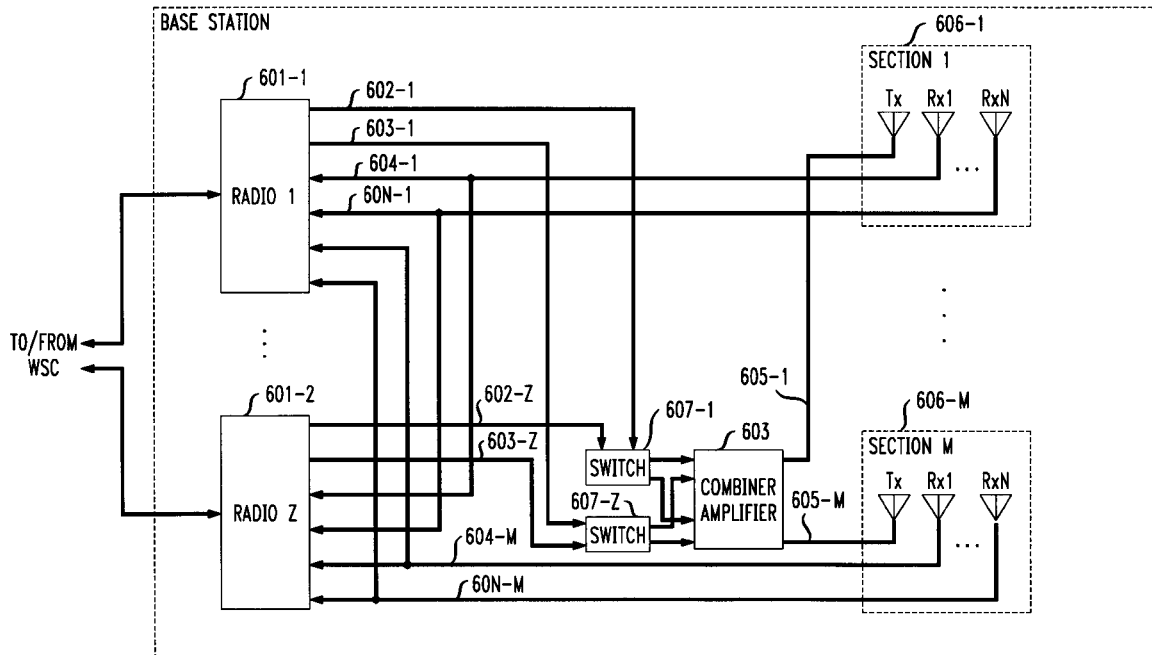 BASE STATION
606-1
SECTION 1
Tx Rx1 RxN
...
601-1
602-1
603-1
604-1
60N-1
RADIO 1
TO/FROM
WSC
601-2
602-Z
603-Z
RADIO Z
604-M
60N-M
607-1
SWITCH
607-Z
SWITCH
603
COMBINER
AMPLIFIER
605-1
605-M
606-M
SECTION M
Tx Rx1 RxN
...